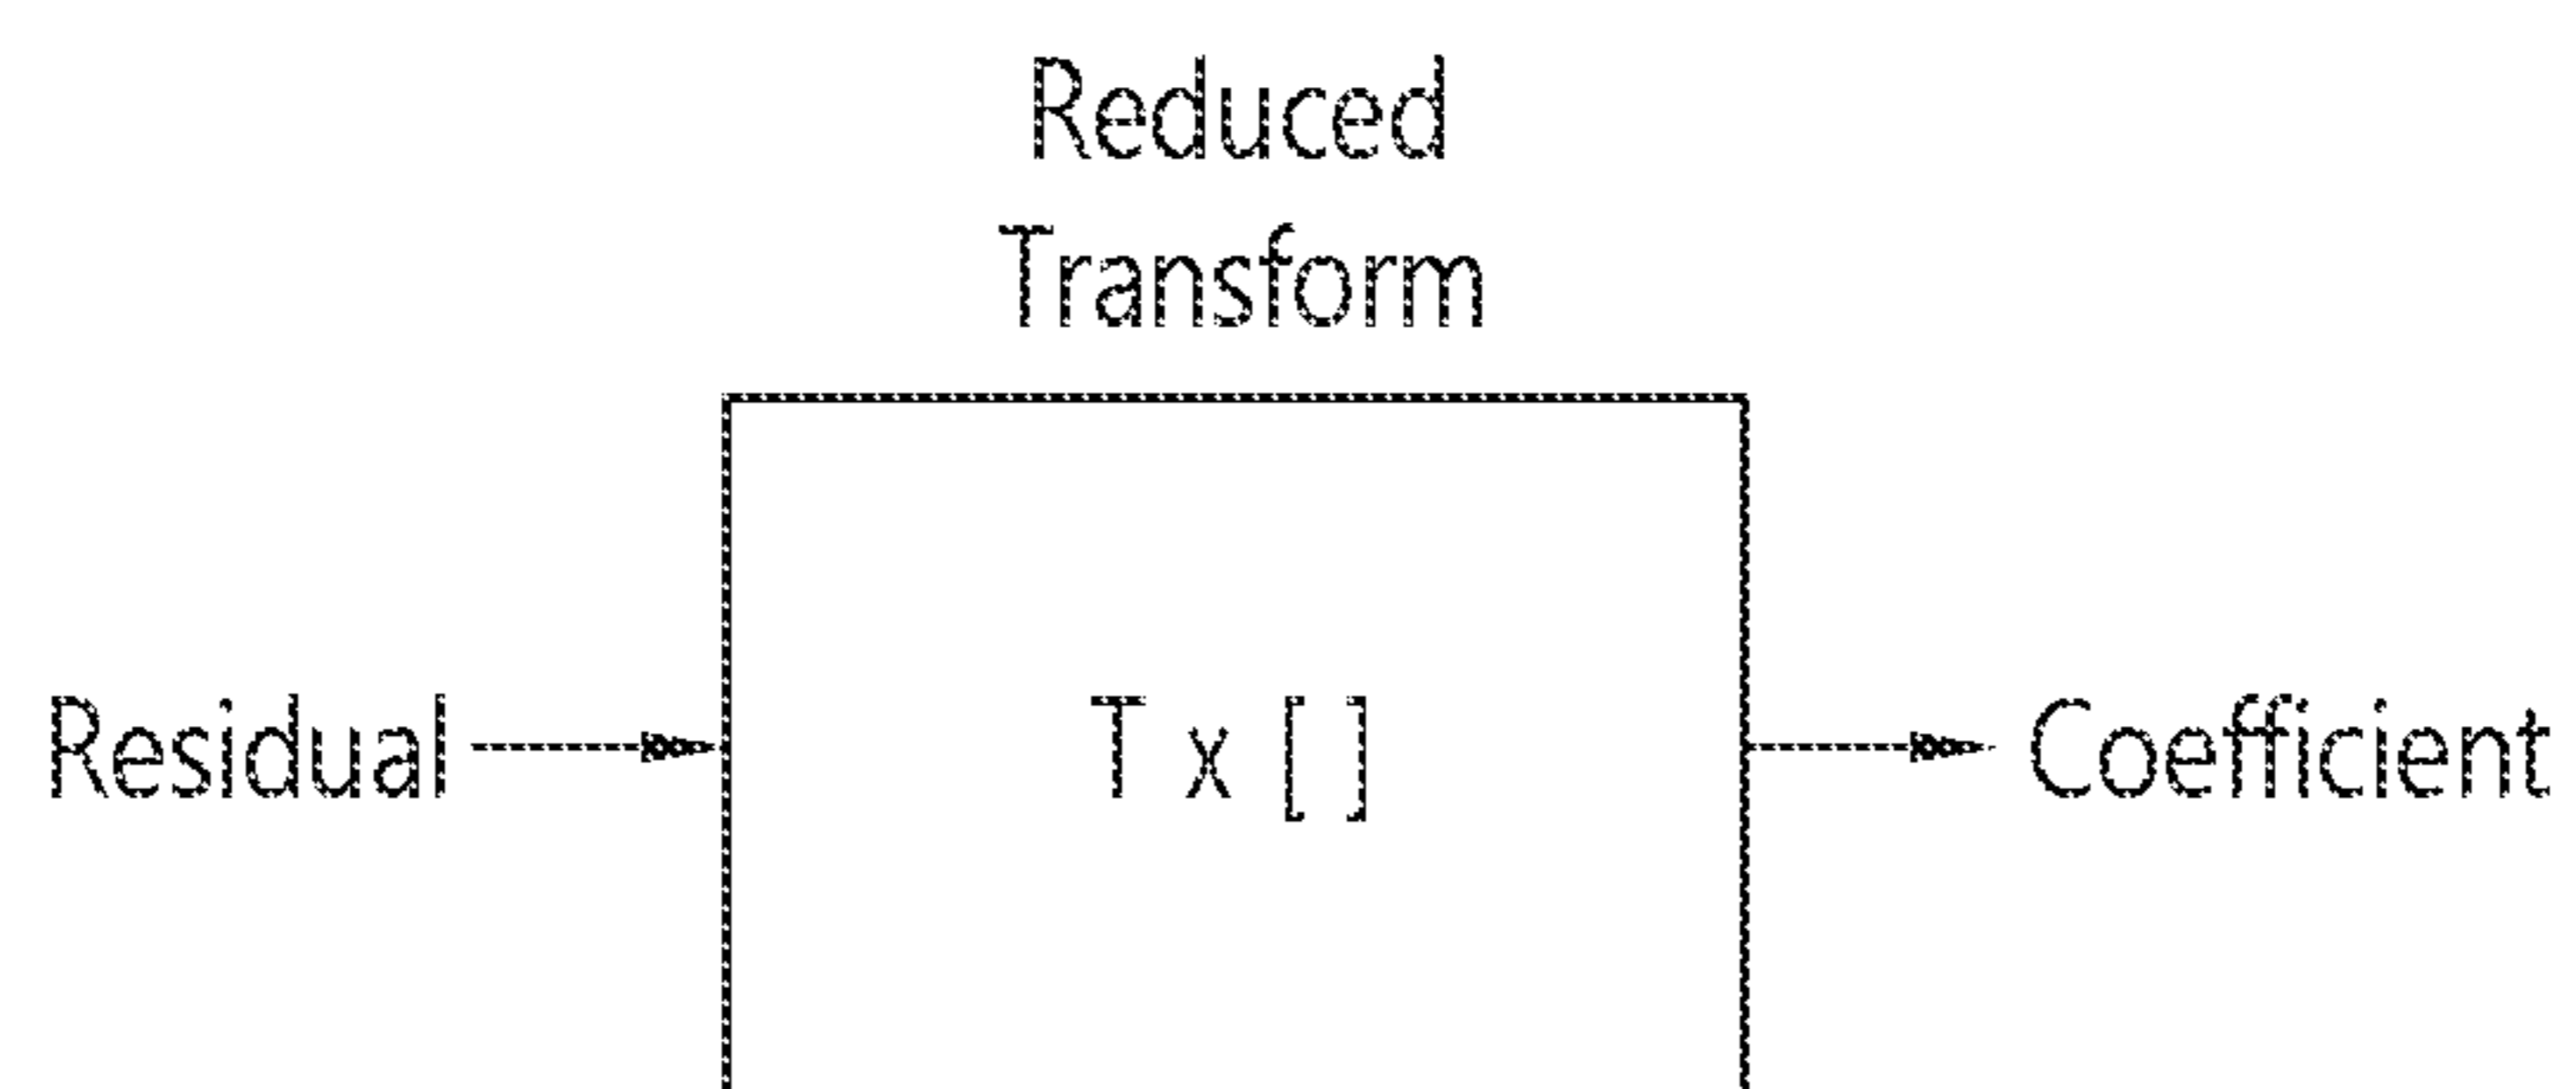 Reduced
Transform
Residual
T x [ ]
Coefficient